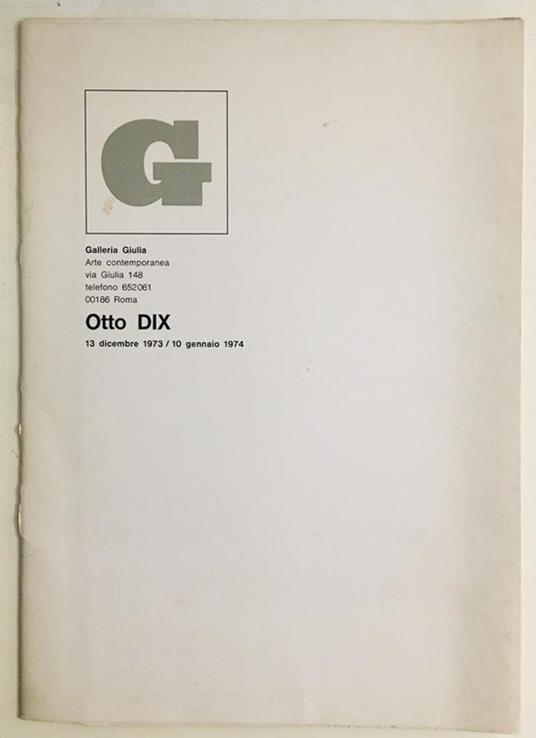 G
Galleria Giulia
Arte contemporanea
via Giulia 148
telefono 652061
00186 Roma
Otto DIX
13 dicembre 1973 / 10 gennaio 1974